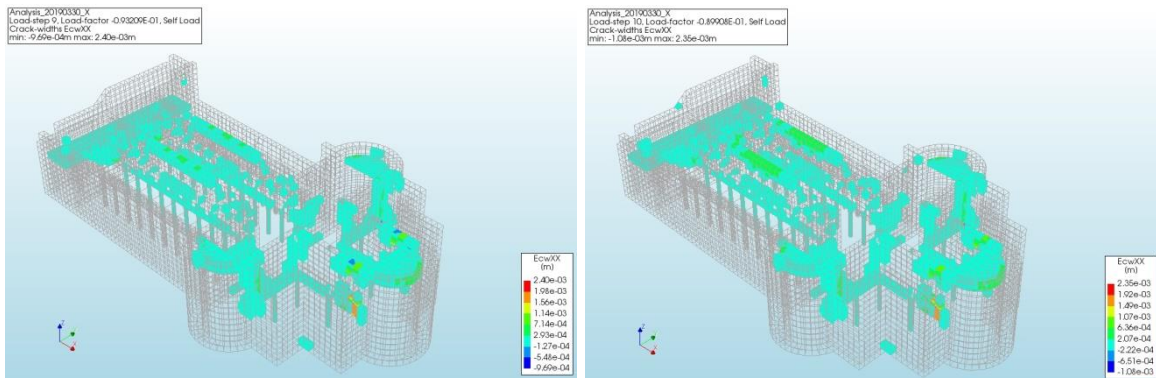 Analysis_20190330_X
Load-step 9, Load-factor -0.93209E-01, Self Load
Crack-widths EcwXX
min: -9.69e-04m max: 2.40e-03m
EcwXX
(m)
2.40e-03
1.98e-03
1.56e-03
1.14e-03
7.14e-04
2.93e-04
-1.27e-04
-5.48e-04
-9.69e-04
Analysis_20190330_X
Load-step 10, Load-factor -0.89908E-01, Self Load
Crack-widths EcwXX
min: -1.08e-03m max: 2.35e-03m
EcwXX
(m)
2.35e-03
1.92e-03
1.49e-03
1.07e-03
6.36e-04
2.07e-04
-2.22e-04
-6.51e-04
-1.08e-03